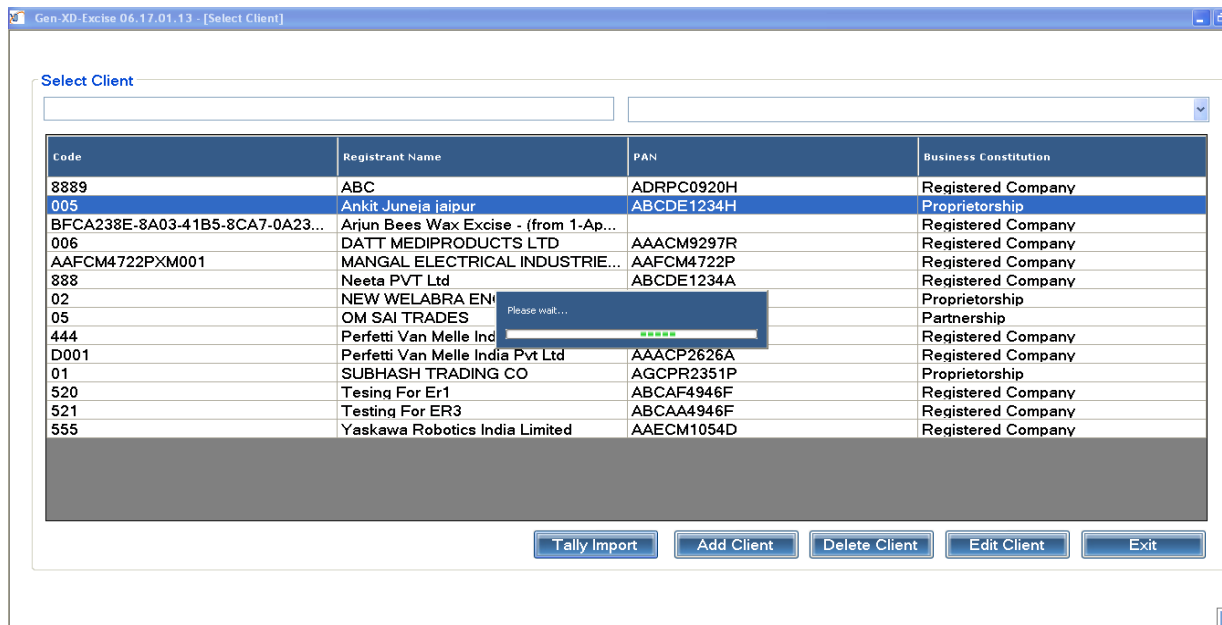 Gen-XD-Excise 06.17.01.13 - [Select Client]
Select Client
Code Registrant Name PAN Business Constitution
8889 ABC ADRPC0920H Registered Company
005 Ankit Juneja jaipur ABCDE1234H Proprietorship
BFCA238E-8A03-41B5-8CA7-0A23... Arjun Bees Wax Excise - (from 1-Ap... Registered Company
006 DATT MEDIPRODUCTS LTD AAACM9297R Registered Company
AAFCM4722PXM001 MANGAL ELECTRICAL INDUSTRIE... AAFCM4722P Registered Company
888 Neeta PVT Ltd ABCDE1234A Registered Company
02 NEW WELABRA Proprietorship
Please wait...
05 OM SAI TRADES Partnership
444 Perfetti Van Melle Ind Registered Company
D001 Perfetti Van Melle India Pvt Ltd AAACP2626A Registered Company
01 SUBHASH TRADING CO AGCPR2351P Proprietorship
520 Tesing For Er1 ABCAF4946F Registered Company
521 Testing For ER3 ABCAA4946F Registered Company
555 Yaskawa Robotics India Limited AAECM1054D Registered Company
Tally Import Add Client Delete Client Edit Client Exit